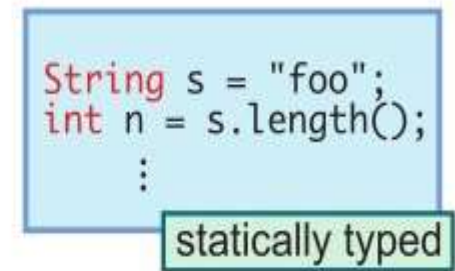 String s = "foo";
int n = s.length();
⋮
statically typed